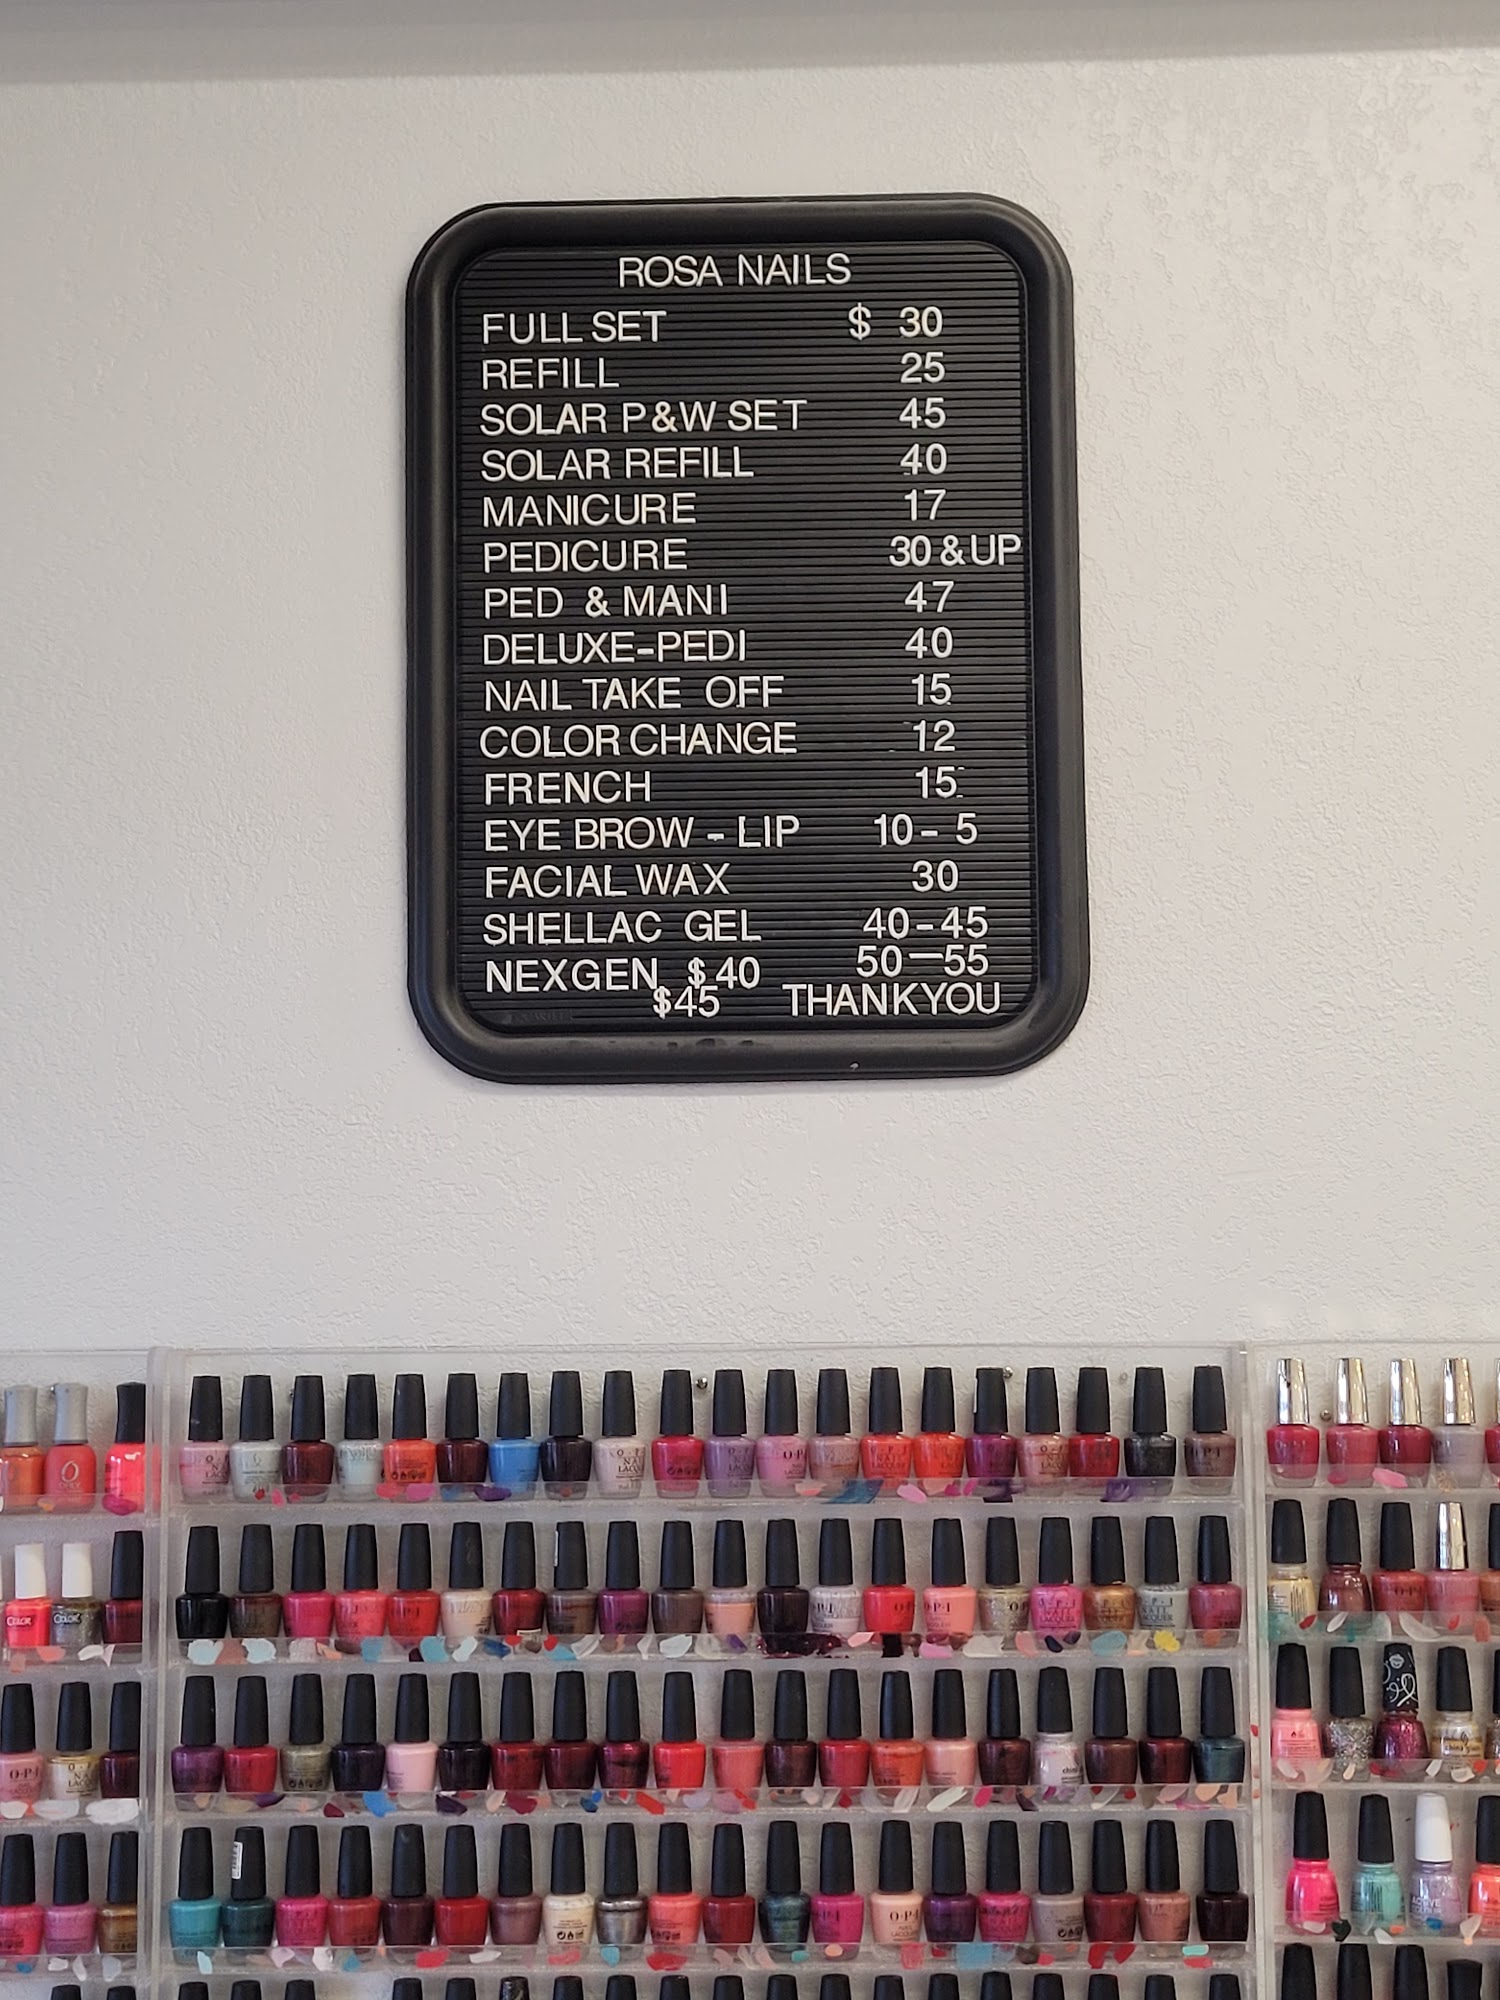 ROSA NAILS
FULL SET $ 30
REFILL 25
SOLAR P&W SET 45
SOLAR REFILL 40
MANICURE 17
PEDICURE 30 & UP
PED & MANI 47
DELUXE-PEDI 40
NAIL TAKE OFF 15
COLOR CHANGE 12
FRENCH 15
EYE BROW - LIP 10 - 5
FACIAL WAX 30
SHELLAC GEL 40-45
50—55
NEXGEN $40
$45 THANKYOU